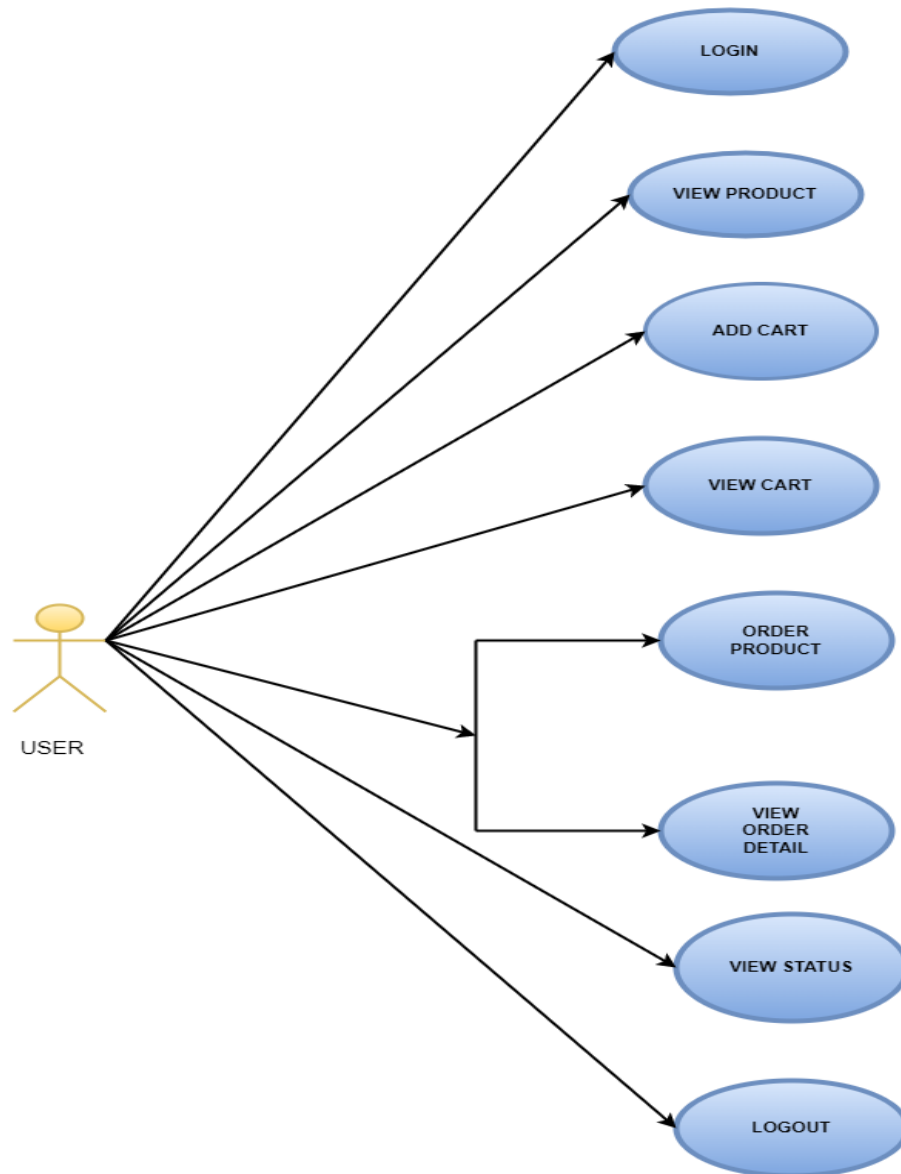 LOGIN
VIEW PRODUCT
ADD CART
VIEW CART
ORDER
PRODUCT
USER
VIEW
ORDER
DETAIL
VIEW STATUS
LOGOUT